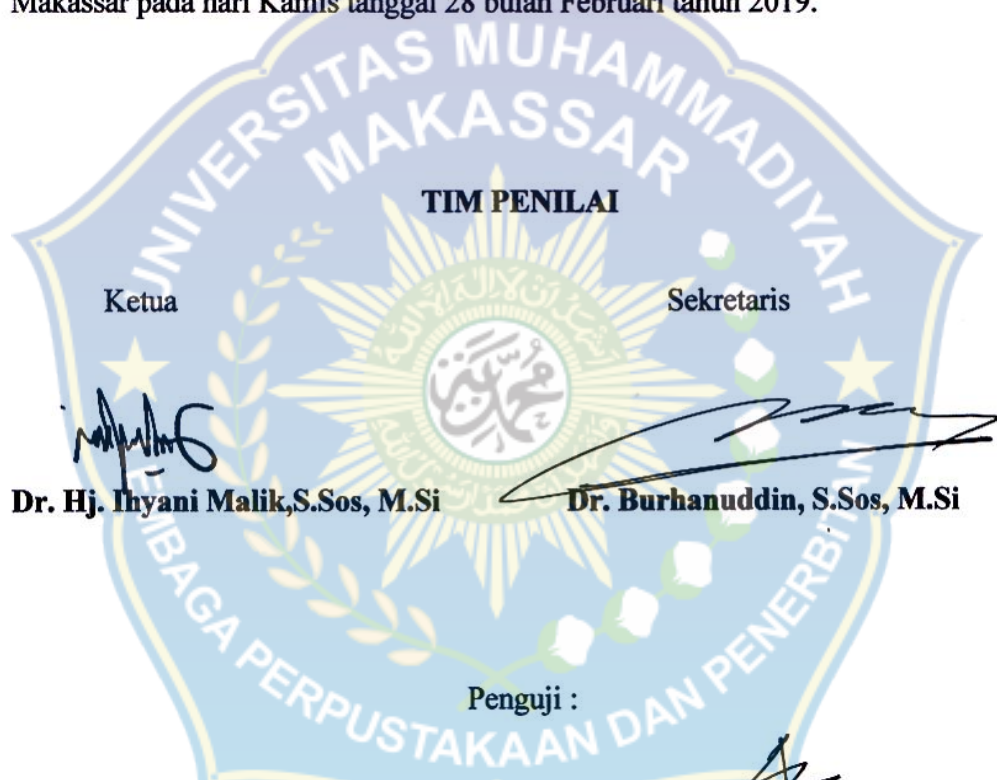 Makassar pada hari Kamis tanggal 28 bulan Februari tahun 2019.
UNIVERSITAS MUHAMMADIYAH
MAKASSAR
TIM PENILAI
Ketua
Sekretaris
محمد
Dr. Hj. Ihyani Malik,S.Sos, M.Si
Dr. Burhanuddin, S.Sos, M.Si
LEMBAGA PERPUSTAKAAN DAN PENERBITAN
Penguji :